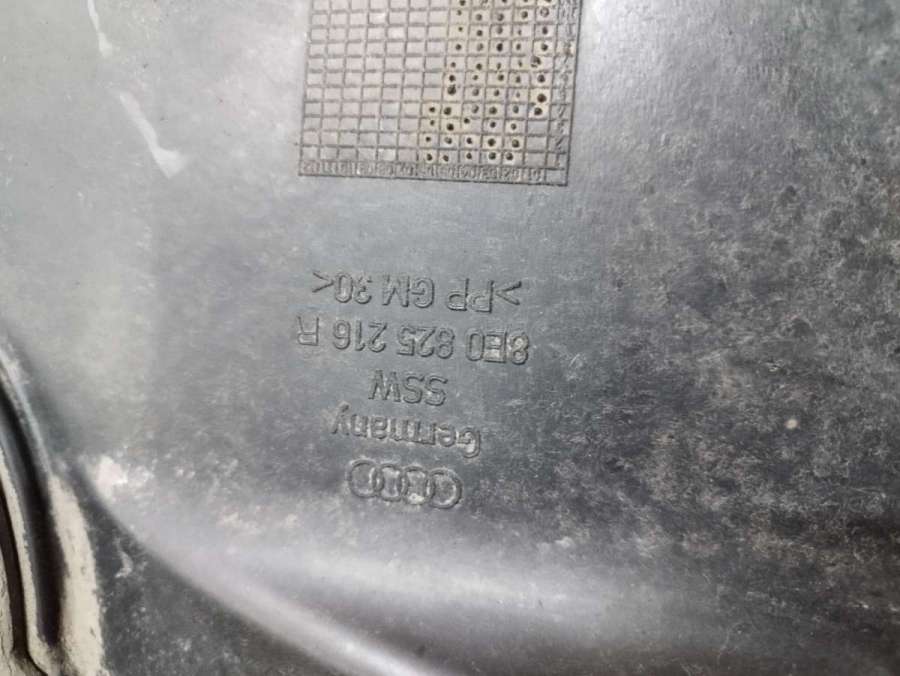 Germany
SSW
8E0 825 216 R
>PP GM 30<